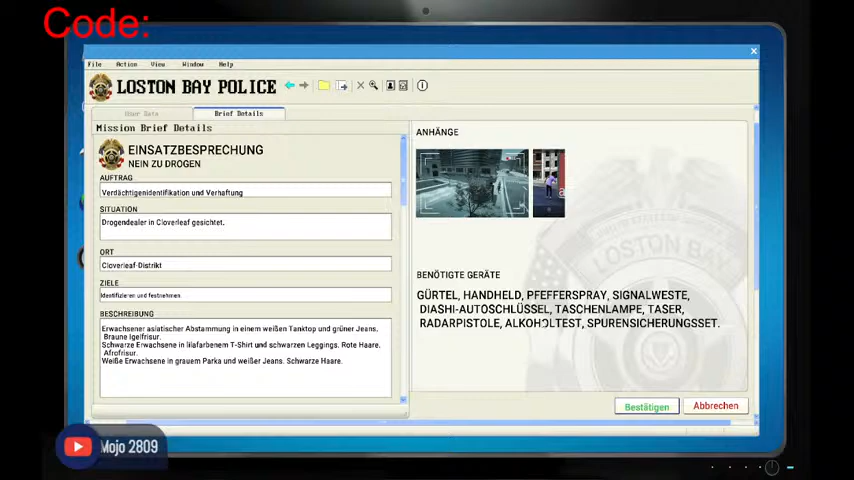 Code:
File Action View Window Help
LOSTON BAY POLICE
User Data
Brief Details
Mission Brief Details
EINSATZBESPRECHUNG
NEIN ZU DROGEN
AUFTRAG
Verdächtigenidentifikation und Verhaftung
SITUATION
Drogendealer in Cloverleaf gesichtet.
ORT
Cloverleaf-Distrikt
ZIELE
Identifizieren und festnehmen
BESCHREIBUNG
Erwachsener asiatischer Abstammung in einem weißen Tanktop und grüner Jeans.
Braune Igelfrisur.
Schwarze Erwachsene in lilafarbenem T-Shirt und schwarzen Leggings. Rote Haare.
Afrofrisur.
Weiße Erwachsene in grauem Parka und weißer Jeans. Schwarze Haare.
ANHÄNGE
BENÖTIGTE GERÄTE
GÜRTEL, HANDHELD, PFEFFERSPRAY, SIGNALWESTE,
DIASHI-AUTOSCHLÜSSEL, TASCHENLAMPE, TASER,
RADARPISTOLE, ALKOHOLTEST, SPURENSICHERUNGSSET.
LOSTON BAY
Bestätigen
Abbrechen
Mojo 2809